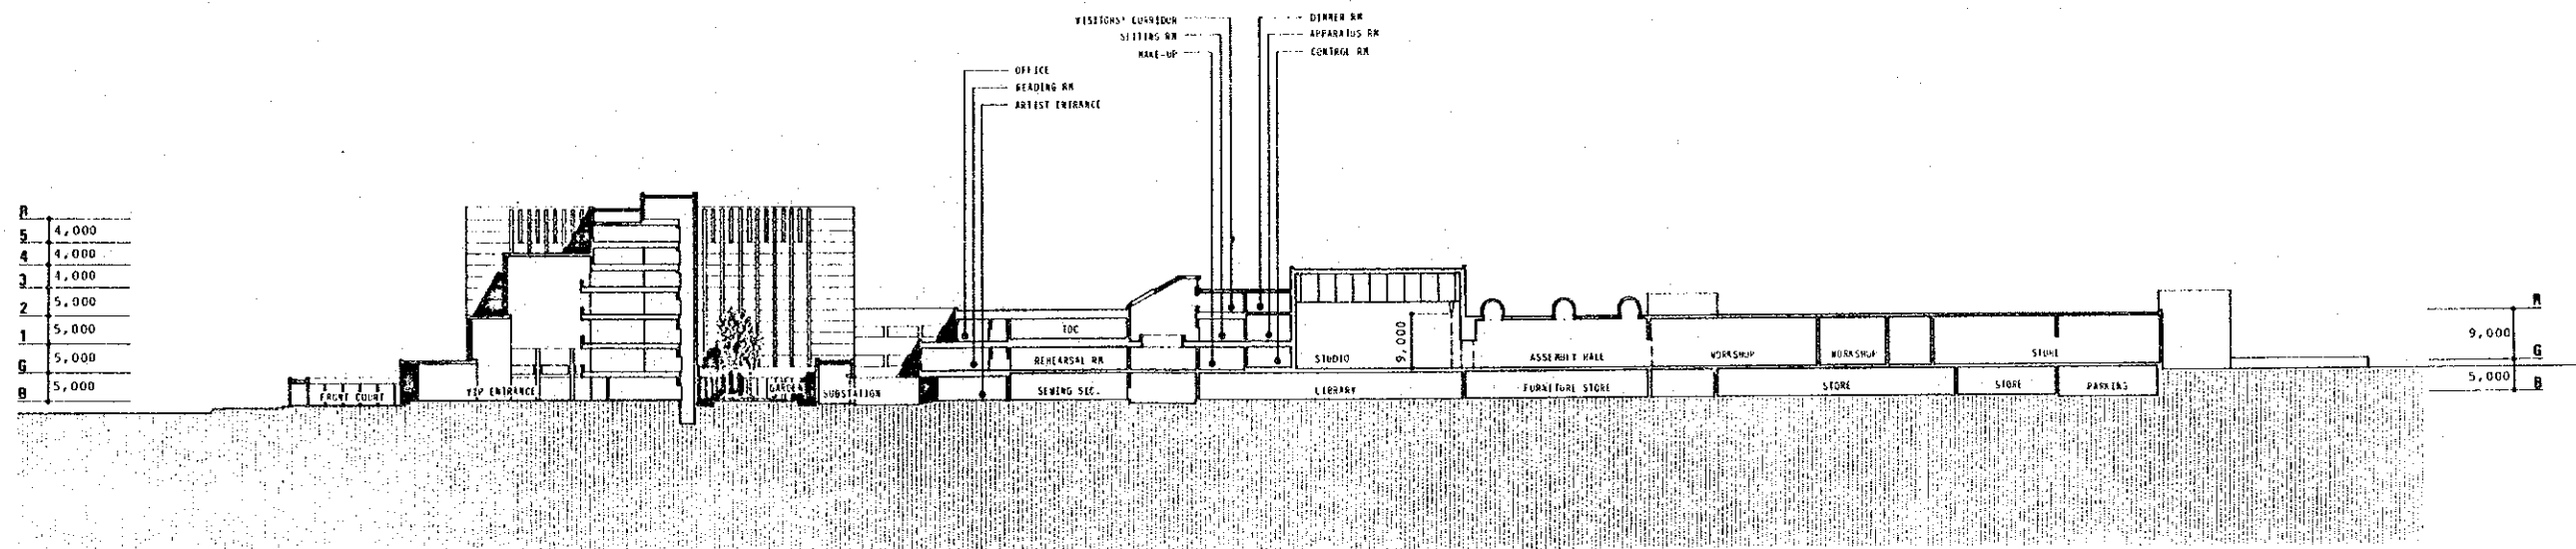 VISITORS' CORRIDOR
SITTING RM
MAKE-UP
DINNER RM
APPARATUS RM
CONTROL RM
OFFICE
READING RM
ARTIST ENTRANCE
R
5
4
3
2
1
G
B
4,000
4,000
4,000
5,000
5,000
5,000
5,000
FRONT COURT
VIP ENTRANCE
GARDEN
SUBSTATION
TOC
REHEARSAL RM
SEWING SEC.
STUDIO
9,000
LIBRARY
ASSEMBLY HALL
FURNITURE STORE
WORKSHOP
WORKSHOP
STORE
STORE
STORE
PARKING
R
9,000
G
5,000
B